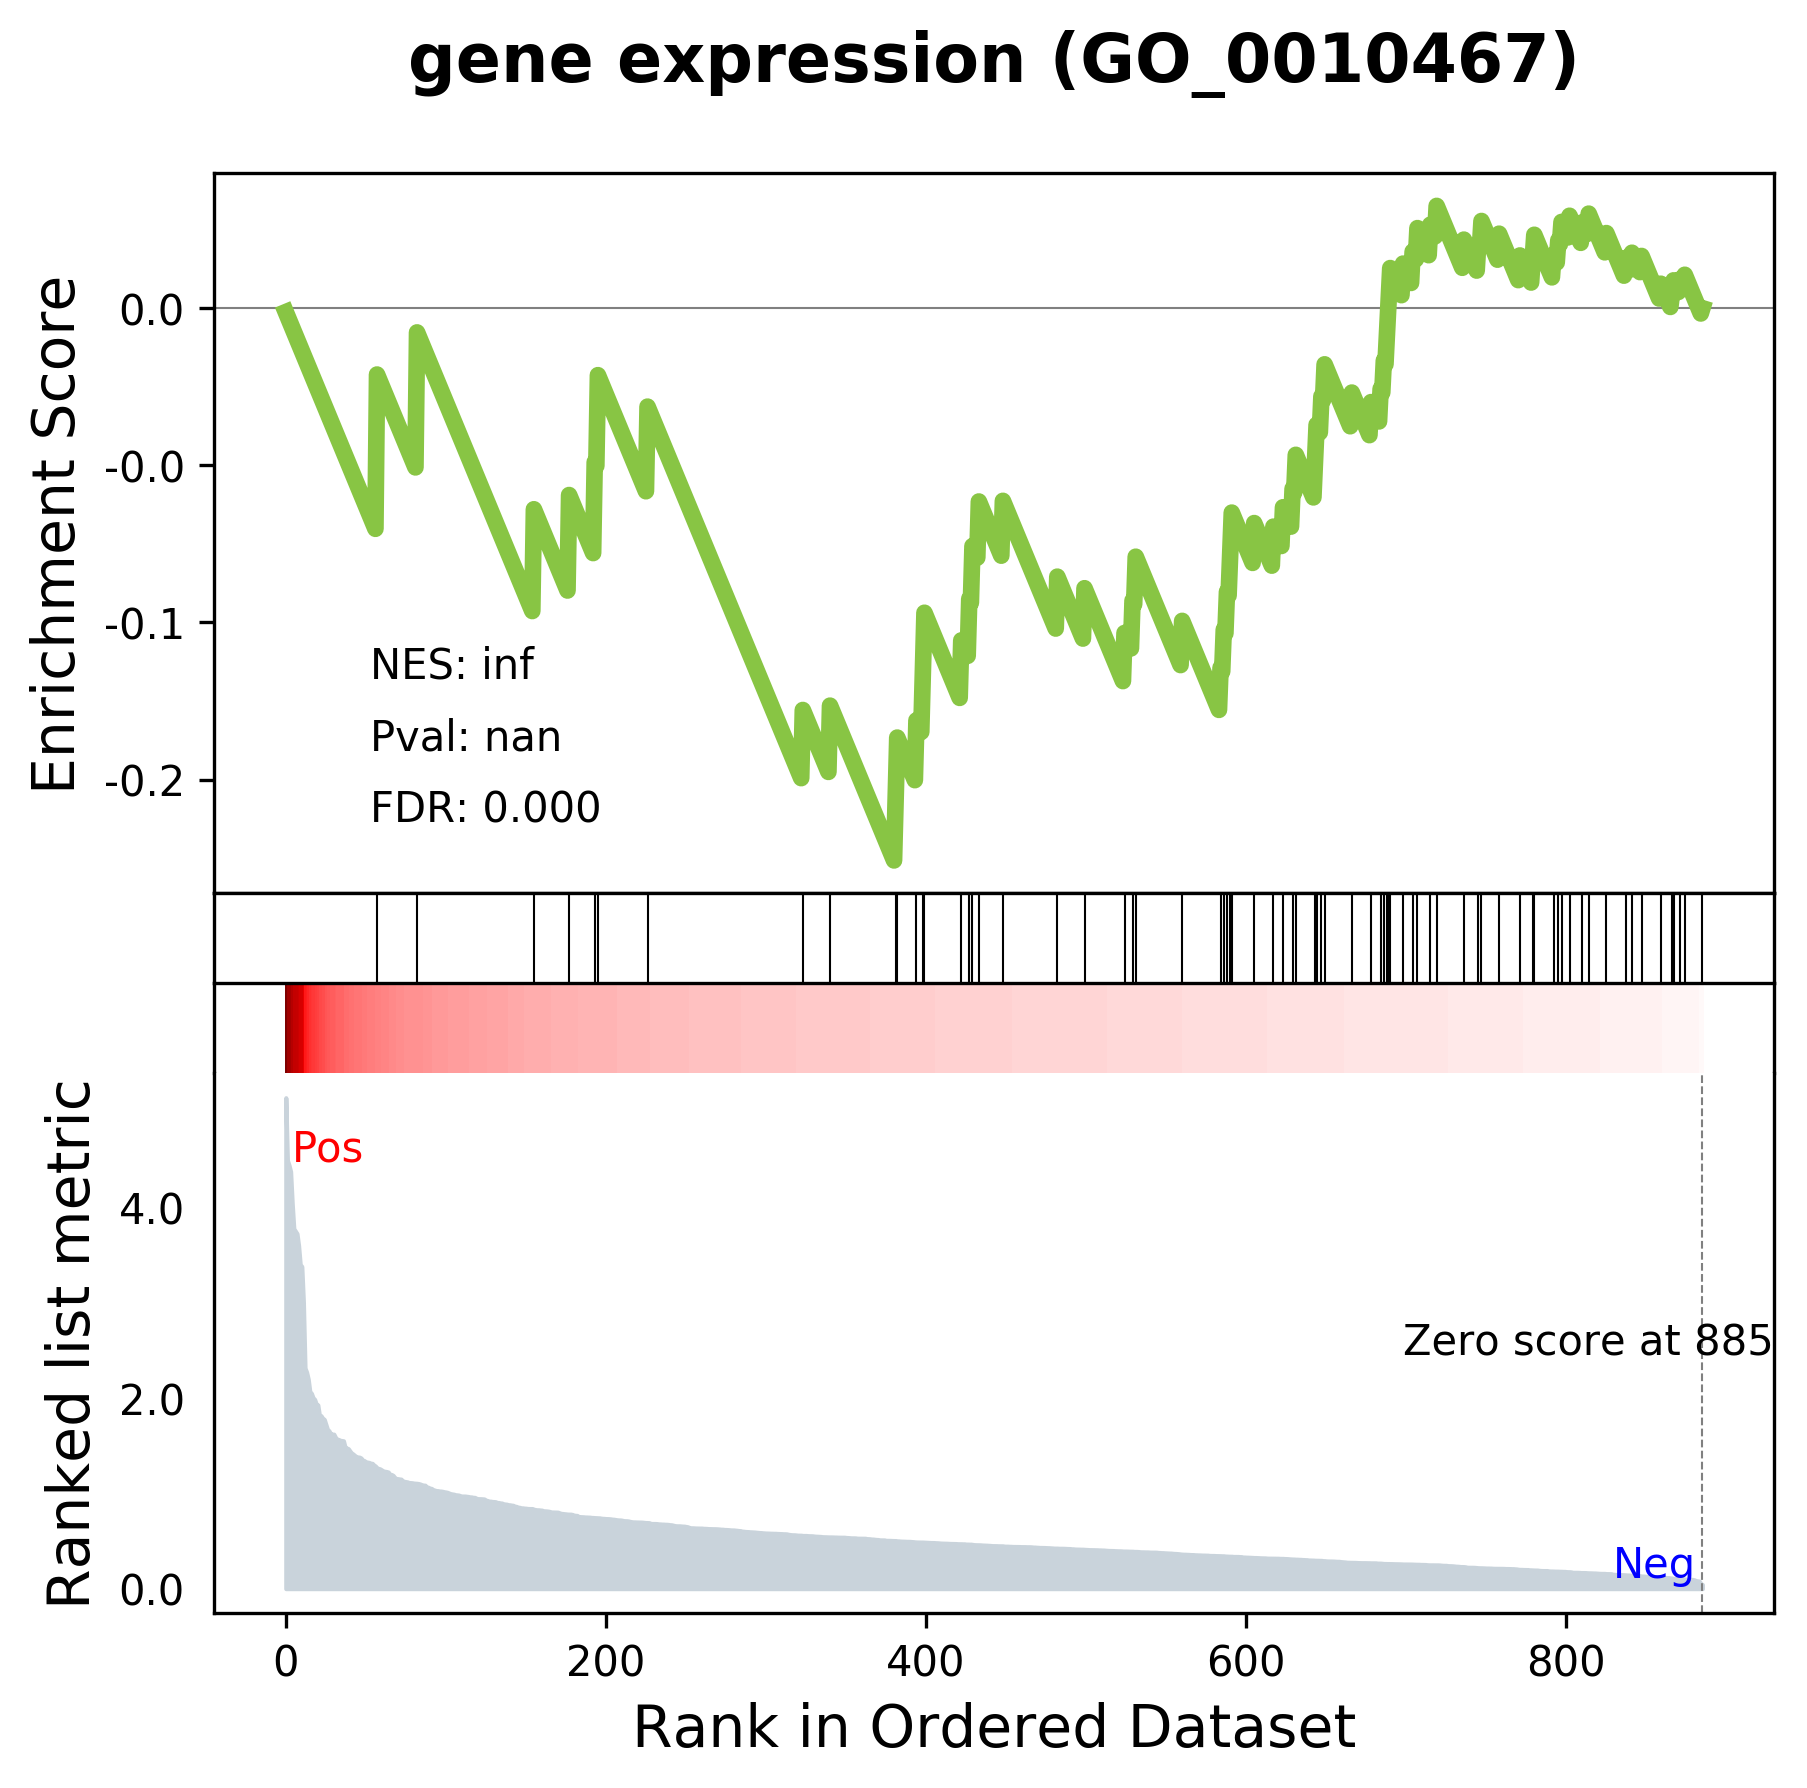 gene expression (GO_0010467)
Enrichment Score
0.0
-0.0
-0.1
-0.2
NES: inf
Pval: nan
FDR: 0.000
Ranked list metric
Pos
4.0
2.0
0.0
Zero score at 885
Neg
0 200 400 600 800
Rank in Ordered Dataset